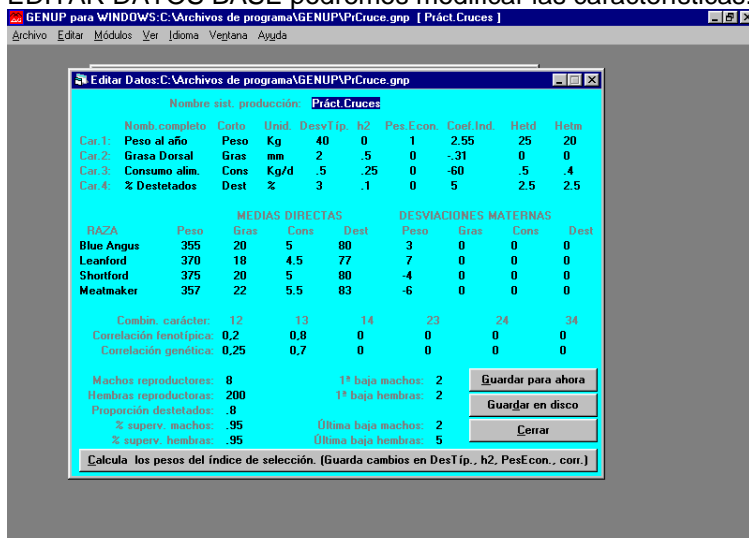 EDITAR DATOS BASE podremos modificar las características.
GENUP para WINDOWS:C:\Archivos de programa\GENUP\PrCruce.gnp [ Práct.Cruces ]
Archivo Editar Módulos Ver Idioma Ventana Ayuda
Editar Datos:C:\Archivos de programa\GENUP\PrCruce.gnp
Nombre sist. producción: Práct.Cruces
Nomb.completo Corto Unid. DesvTíp. h2 Pes.Econ. Coef.Ind. Hetd Hetm
Car.1: Peso al año Peso Kg 40 0 1 2.55 25 20
Car.2: Grasa Dorsal Gras mm 2 .5 0 -.31 0 0
Car.3: Consumo alim. Cons Kg/d .5 .25 0 -60 .5 .4
Car.4: % Destetados Dest % 3 .1 0 5 2.5 2.5
MEDIAS DIRECTAS DESVIACIONES MATERNAS
RAZA Peso Gras Cons Dest Peso Gras Cons Dest
Blue Angus 355 20 5 80 3 0 0 0
Leanford 370 18 4.5 77 7 0 0 0
Shortford 375 20 5 80 -4 0 0 0
Meatmaker 357 22 5.5 83 -6 0 0 0
Combin. carácter: 12 13 14 23 24 34
Correlación fenotípica: 0,2 0,8 0 0 0 0
Correlación genética: 0,25 0,7 0 0 0 0
Machos reproductores: 8 1ª baja machos: 2 Guardar para ahora
Hembras reproductoras: 200 1ª baja hembras: 2
Proporción destetados: .8 Guardar en disco
% superv. machos: .95 Última baja machos: 2 Cerrar
% superv. hembras: .95 Última baja hembras: 5
Calcula los pesos del índice de selección. (Guarda cambios en DesTíp., h2, PesEcon., corr.)